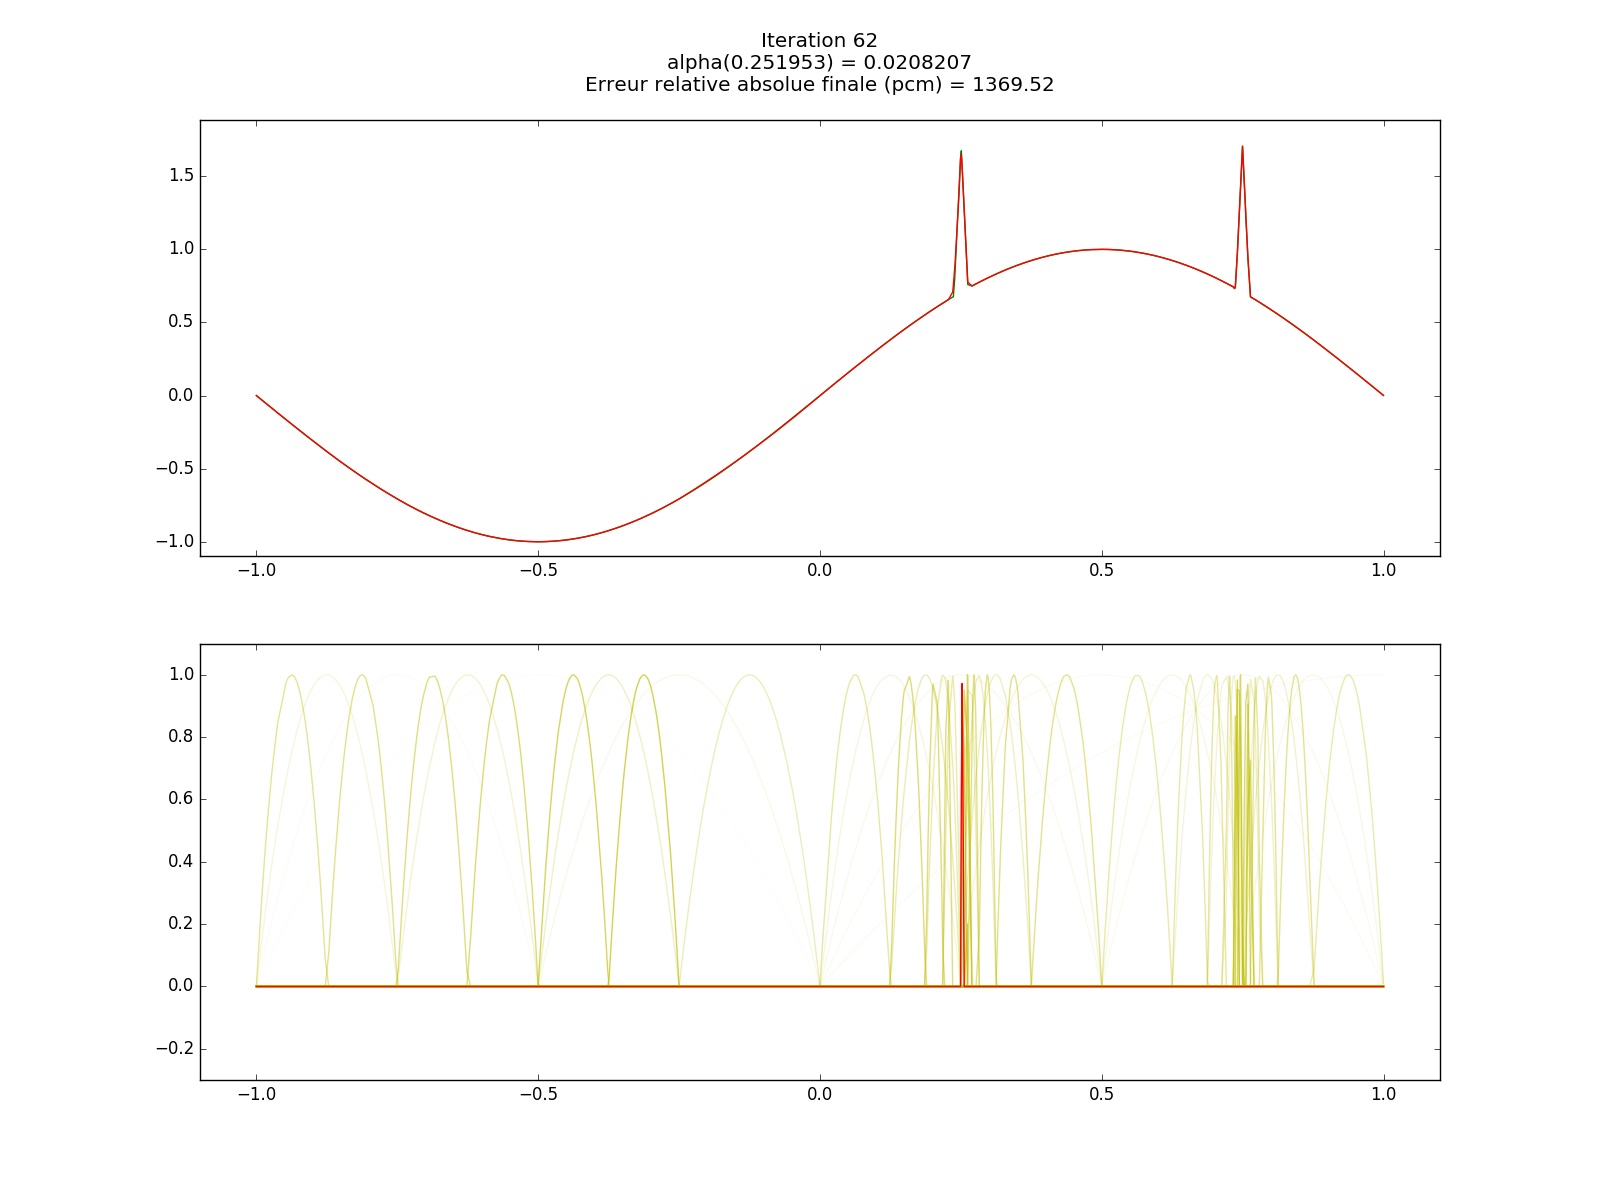 Iteration 62
alpha(0.251953) = 0.0208207
Erreur relative absolue finale (pcm) = 1369.52
1.5
1.0
0.5
0.0
−0.5
−1.0
−1.0 −0.5 0.0 0.5 1.0
1.0
0.8
0.6
0.4
0.2
0.0
−0.2
−1.0 −0.5 0.0 0.5 1.0